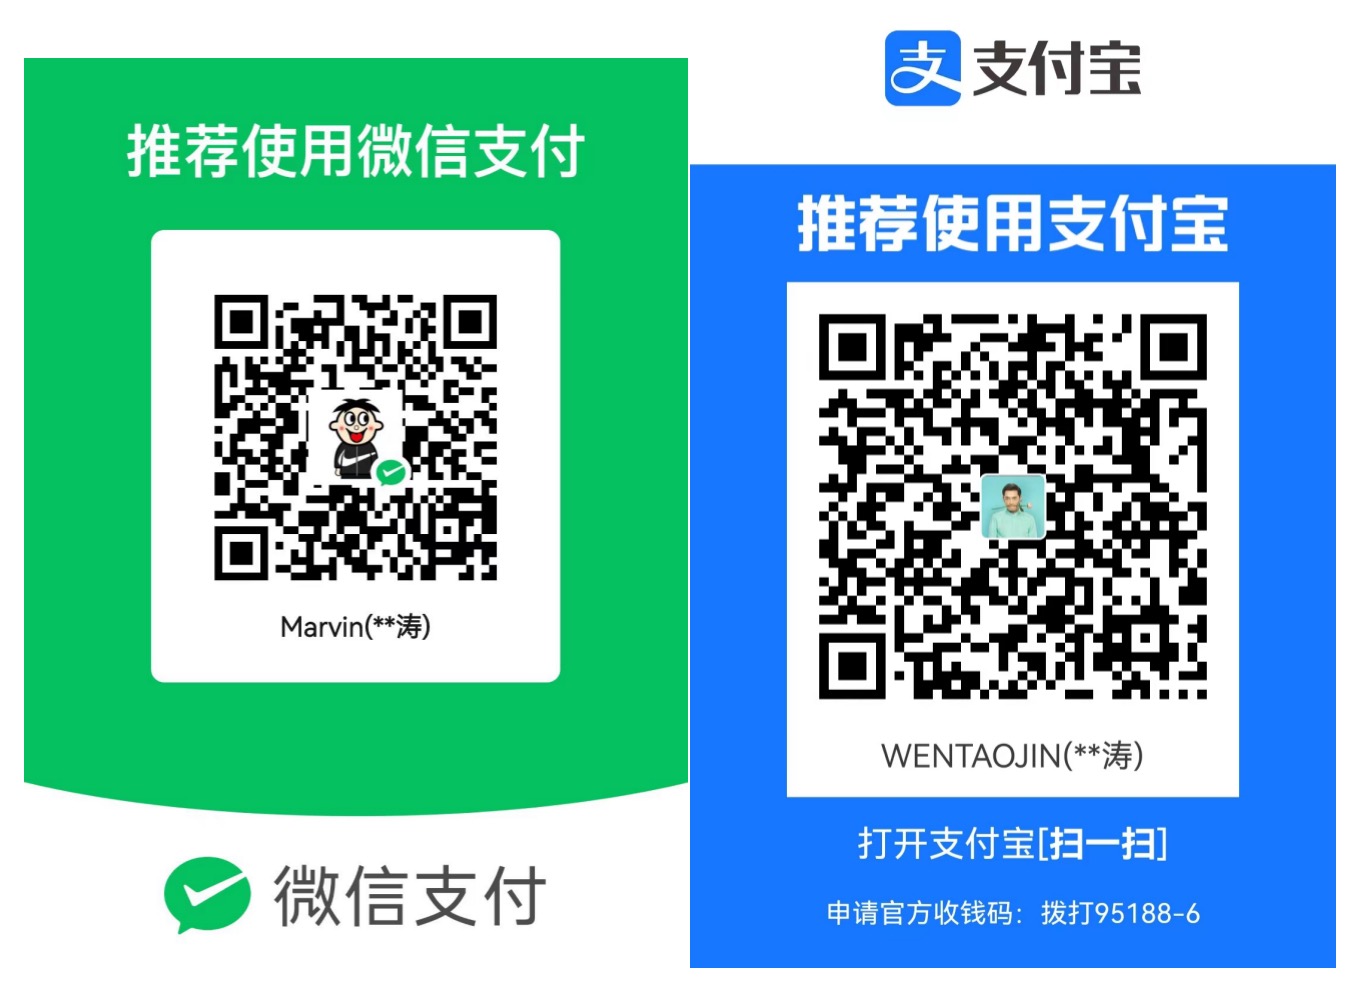 推荐使用微信支付
Marvin(**涛)
微信支付
支 支付宝
推荐使用支付宝
WENTAOJIN(**涛)
打开支付宝[扫一扫]
申请官方收钱码：拨打95188-6